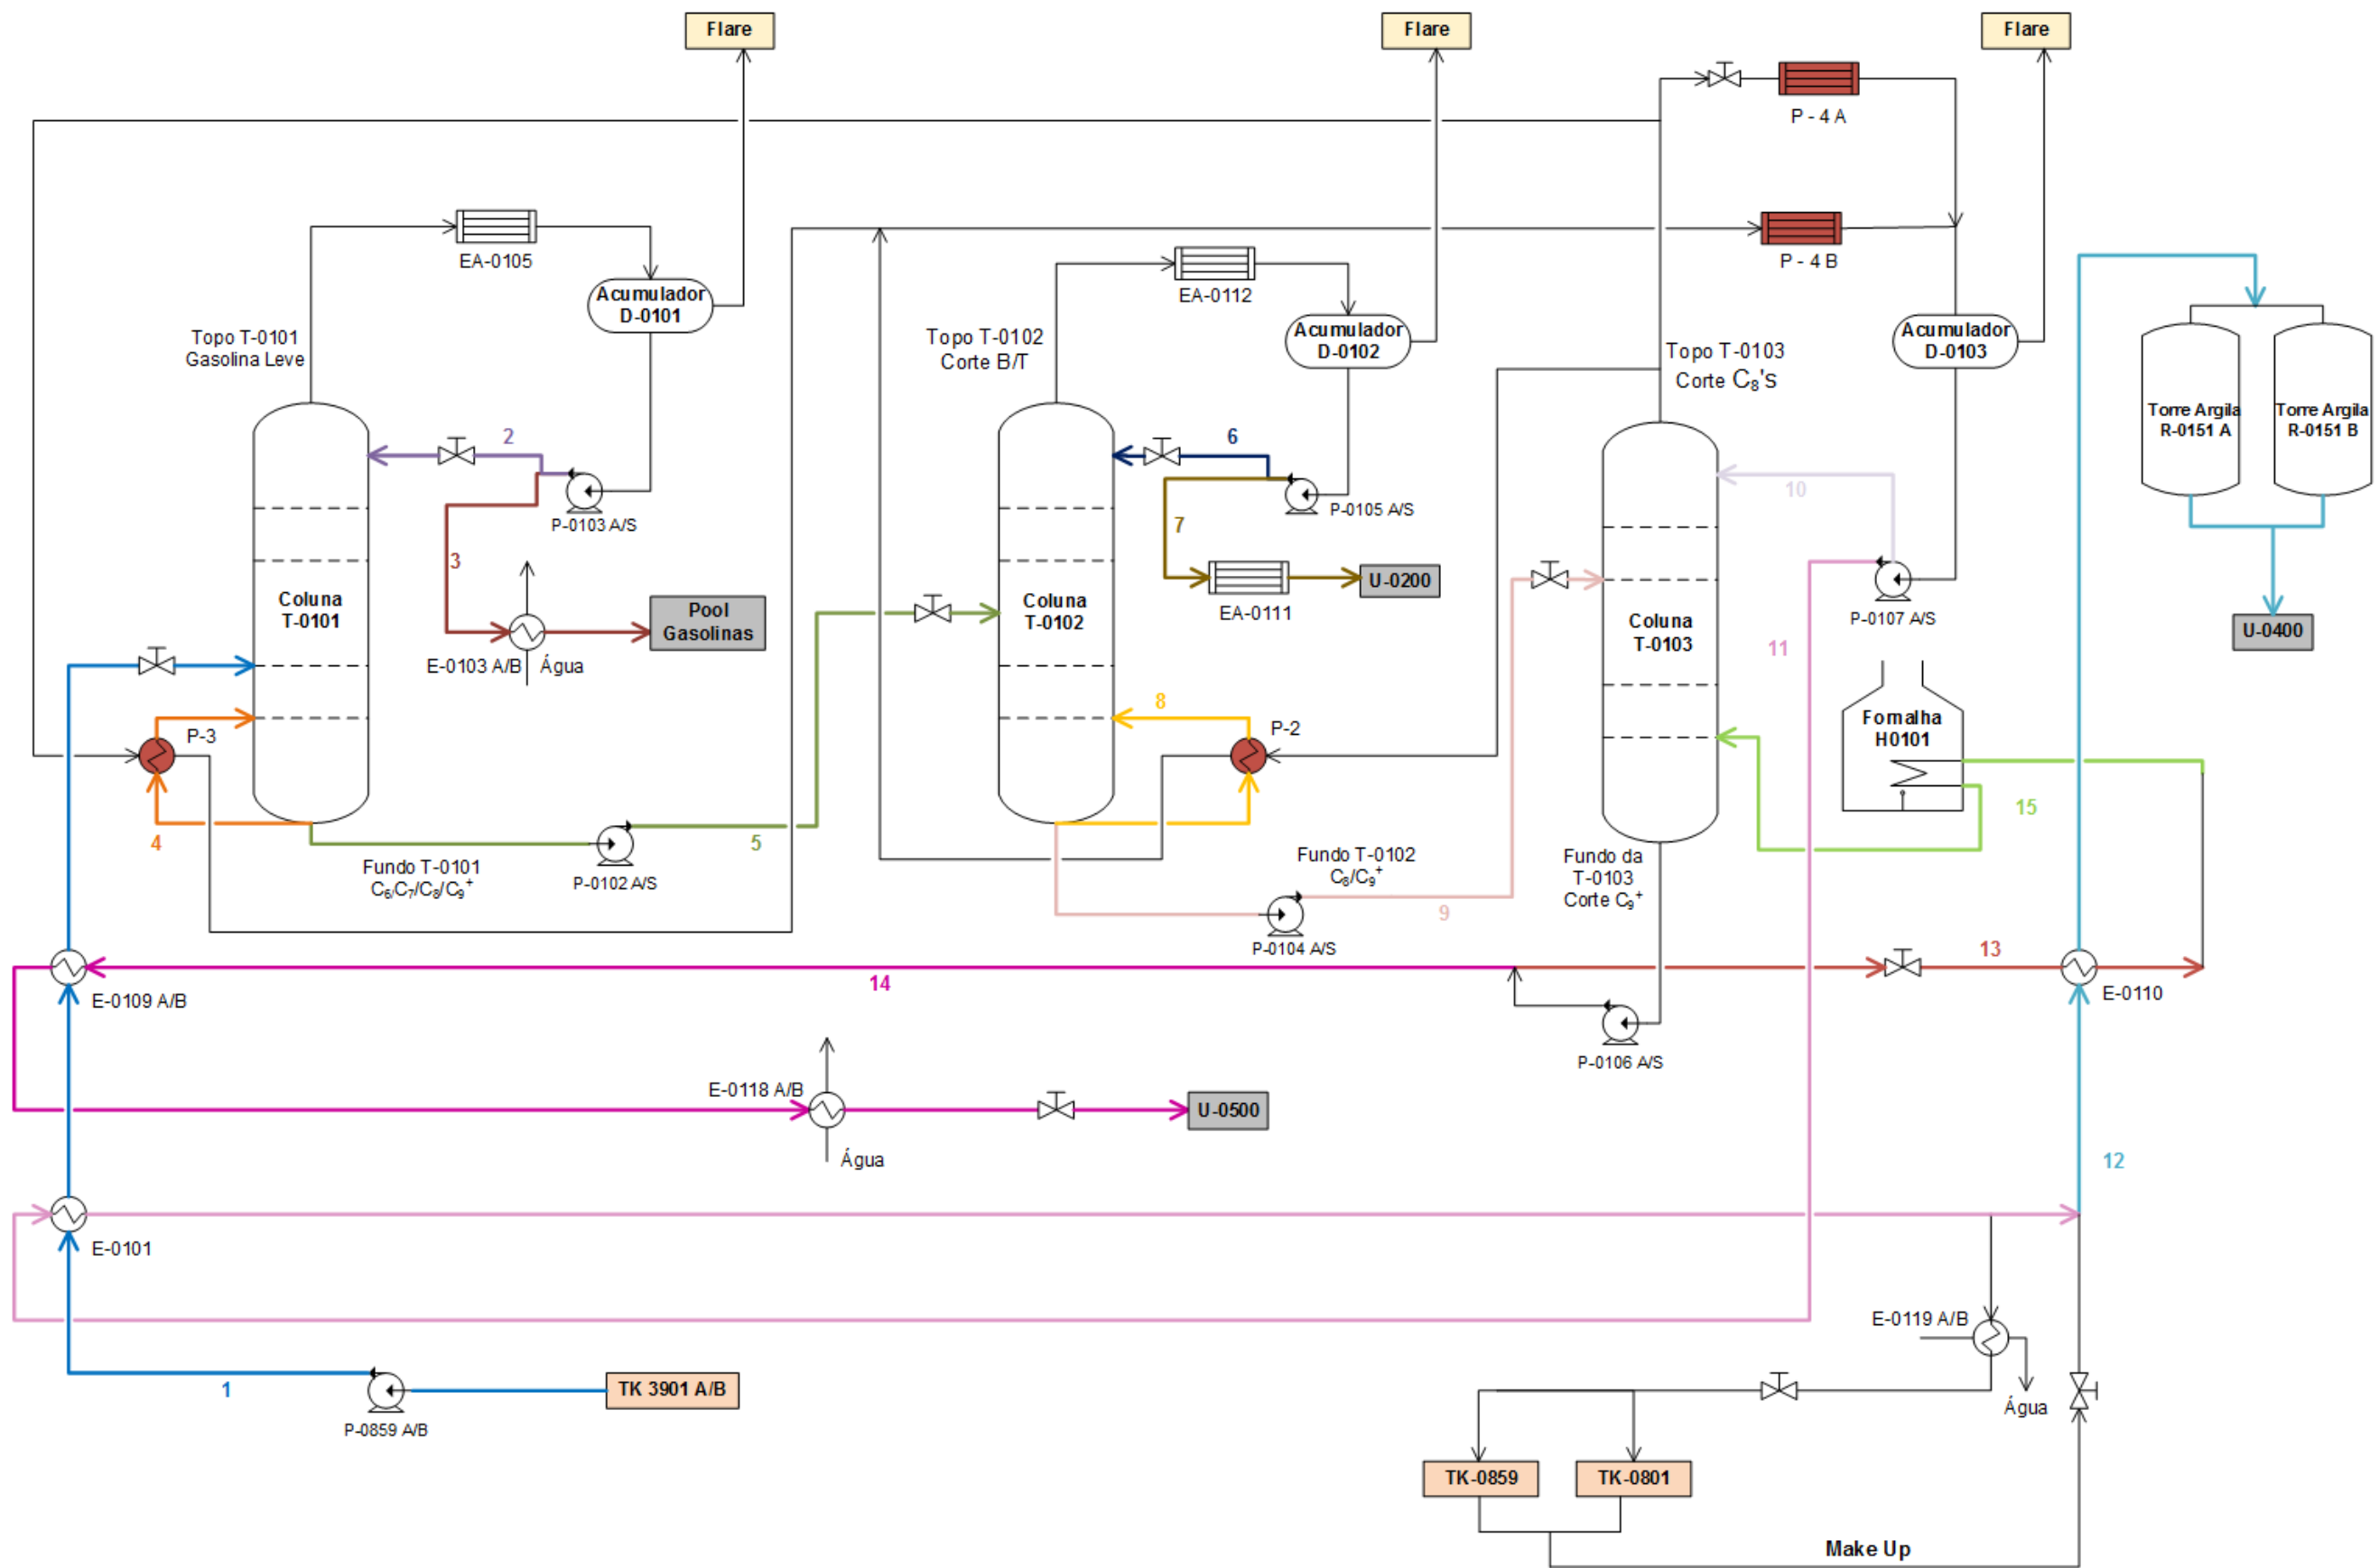 Flare
Flare
Flare
P - 4 A
EA-0105
P - 4 B
EA-0112
Acumulador
D-0101
Acumulador
D-0102
Acumulador
D-0103
Topo T-0101
Gasolina Leve
Topo T-0102
Corte B/T
Topo T-0103
Corte C₈'s
Torre Argila
R-0151 A
Torre Argila
R-0151 B
2
P-0103 A/S
6
P-0105 A/S
10
3
7
Coluna
T-0101
Pool
Gasolinas
E-0103 A/B
Água
Coluna
T-0102
EA-0111
U-0200
Coluna
T-0103
P-0107 A/S
11
U-0400
P-3
8
P-2
Fornalha
H0101
15
4
5
Fundo T-0101
C₆/C₇/C₈/C₉⁺
P-0102 A/S
Fundo T-0102
C₈/C₉⁺
9
P-0104 A/S
Fundo da
T-0103
Corte C₉⁺
14
13
E-0109 A/B
E-0110
P-0106 A/S
E-0118 A/B
Água
U-0500
12
E-0101
E-0119 A/B
Água
1
TK 3901 A/B
P-0859 A/B
TK-0859
TK-0801
Make Up